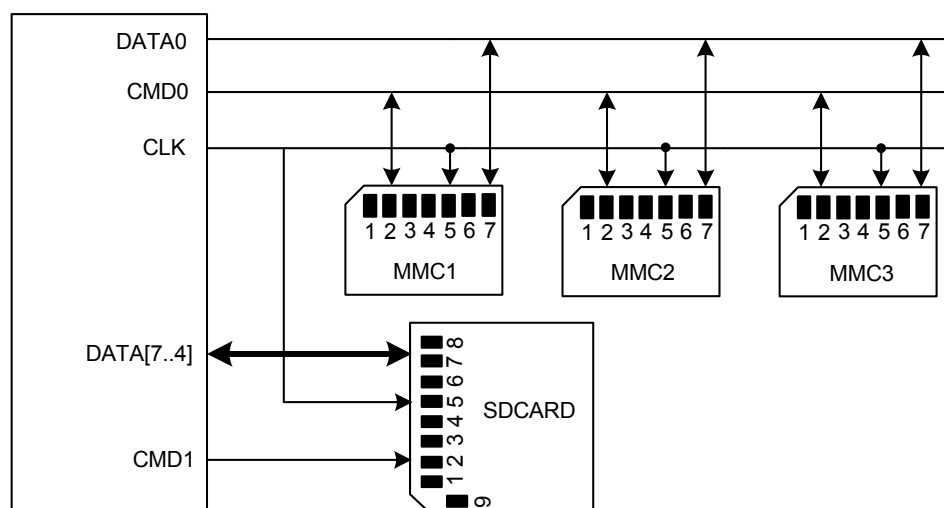 DATA0
CMD0
CLK
1 2 3 4 5 6 7
MMC1
1 2 3 4 5 6 7
MMC2
1 2 3 4 5 6 7
MMC3
DATA[7..4]
CMD1
8
7
6
5
4
3
2
1
9
SDCARD